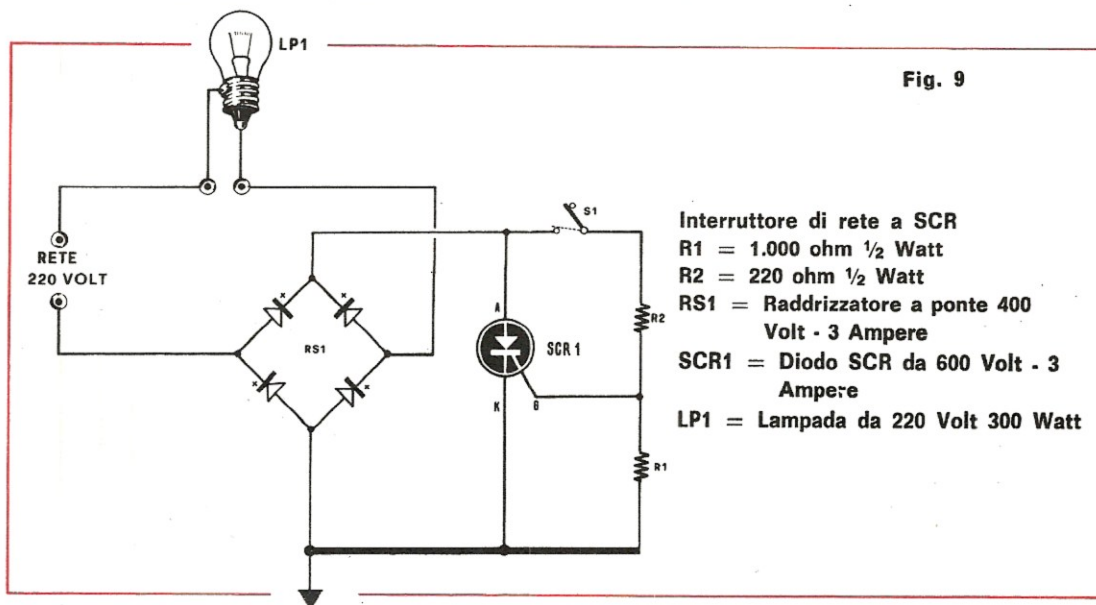 LP1
Fig. 9
RETE
220 VOLT
S1
RS1
A
SCR 1
K
G
R2
R1
Interruttore di rete a SCR
R1 = 1.000 ohm ½ Watt
R2 = 220 ohm ½ Watt
RS1 = Raddrizzatore a ponte 400
Volt - 3 Ampere
SCR1 = Diodo SCR da 600 Volt - 3
Ampere
LP1 = Lampada da 220 Volt 300 Watt